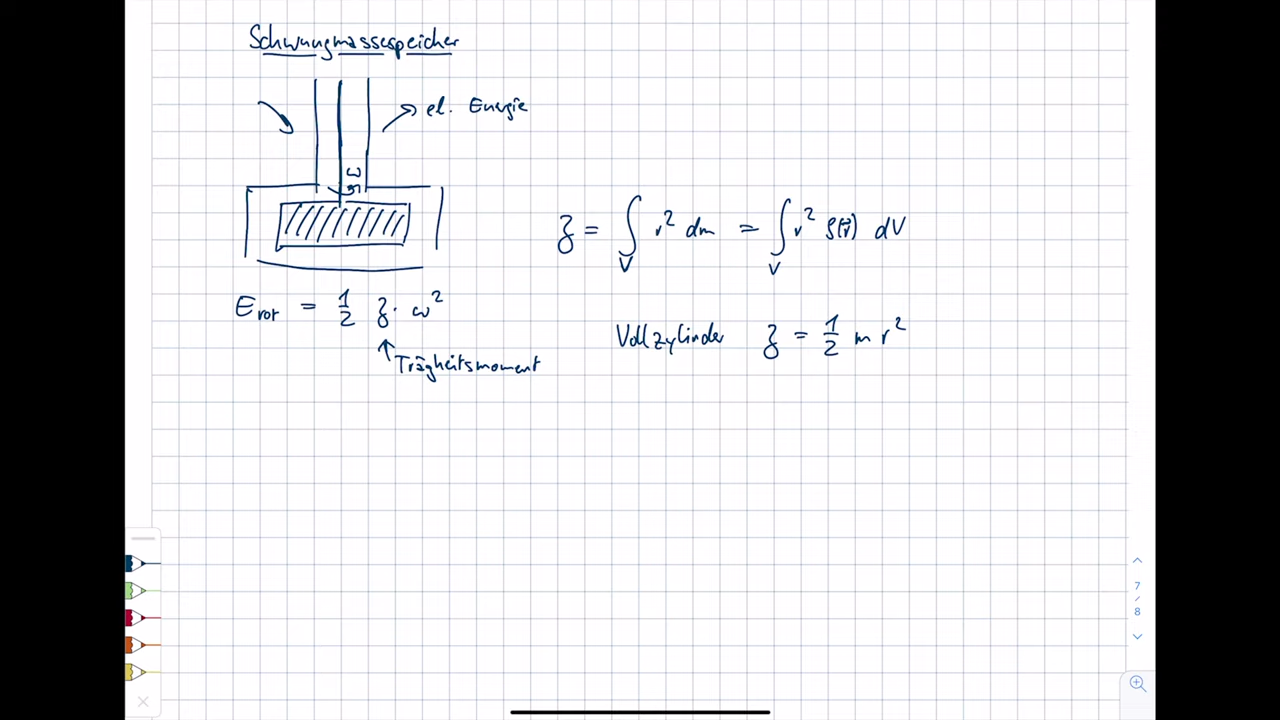 Schwungmassespeicher
el. Energie
ω
J = ∫_V r² dm = ∫_V r² ρ(r⃗) dV
E_rot = 1/2 J · ω²
Trägheitsmoment
Vollzylinder J = 1/2 m r²
7
/
8